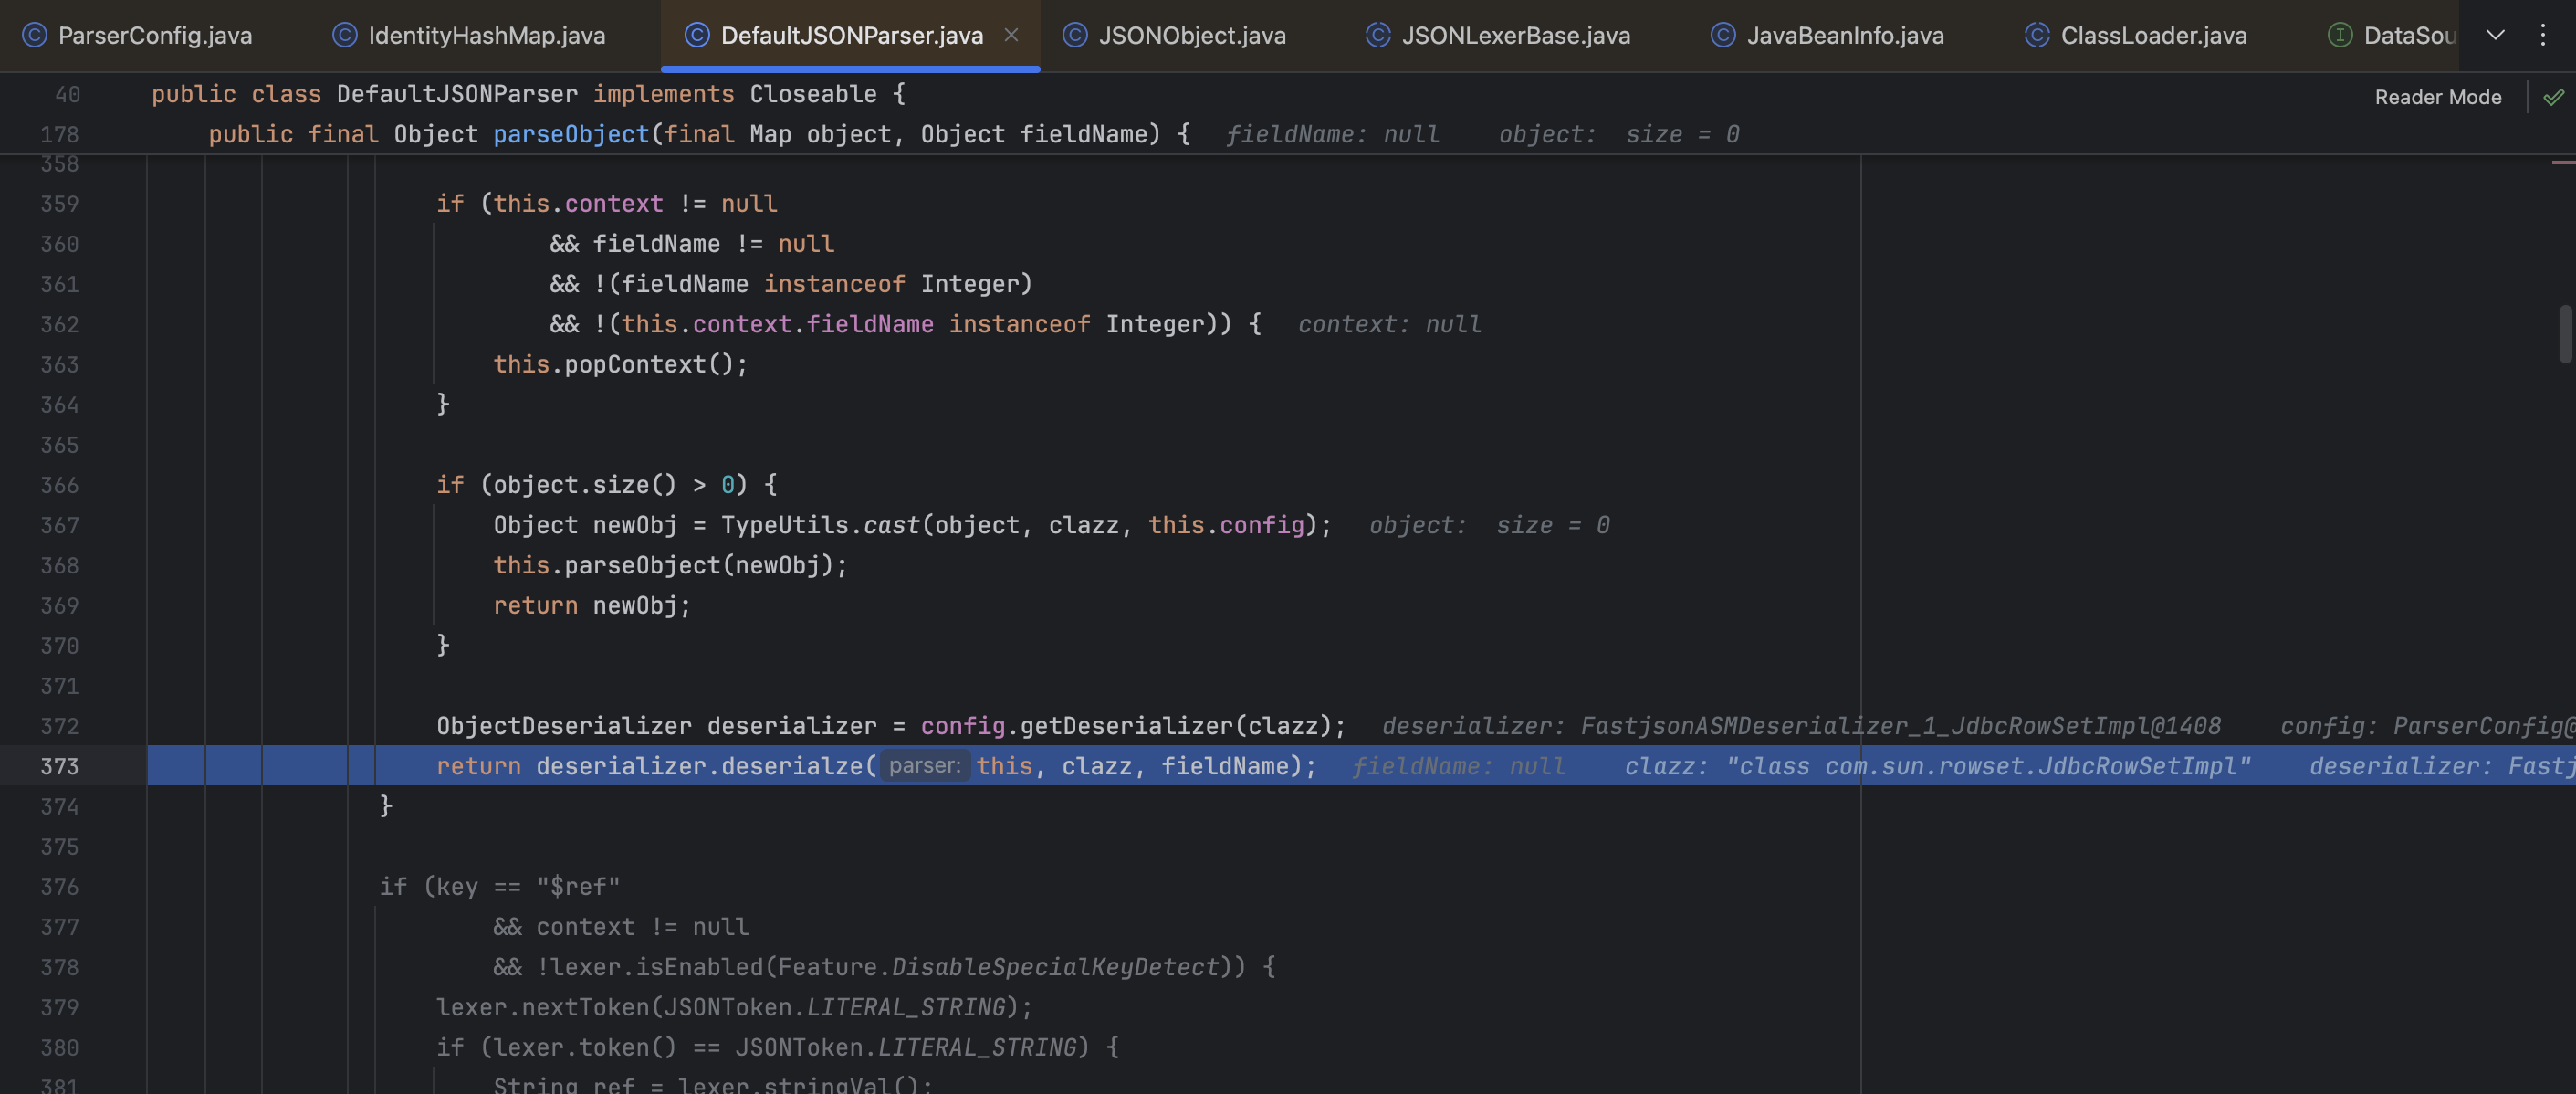 ParserConfig.java IdentityHashMap.java DefaultJSONParser.java JSONObject.java JSONLexerBase.java JavaBeanInfo.java ClassLoader.java DataSou
40 public class DefaultJSONParser implements Closeable { Reader Mode
178 public final Object parseObject(final Map object, Object fieldName) { fieldName: null object: size = 0
358
359 if (this.context != null
360 && fieldName != null
361 && !(fieldName instanceof Integer)
362 && !(this.context.fieldName instanceof Integer)) { context: null
363 this.popContext();
364 }
365
366 if (object.size() > 0) {
367 Object newObj = TypeUtils.cast(object, clazz, this.config); object: size = 0
368 this.parseObject(newObj);
369 return newObj;
370 }
371
372 ObjectDeserializer deserializer = config.getDeserializer(clazz); deserializer: FastjsonASMDeserializer_1_JdbcRowSetImpl@1408 config: ParserConfig@
373 return deserializer.deserialze( parser: this, clazz, fieldName); fieldName: null clazz: "class com.sun.rowset.JdbcRowSetImpl" deserializer: Fastj
374 }
375
376 if (key == "$ref"
377 && context != null
378 && !lexer.isEnabled(Feature.DisableSpecialKeyDetect)) {
379 lexer.nextToken(JSONToken.LITERAL_STRING);
380 if (lexer.token() == JSONToken.LITERAL_STRING) {
381 String ref = lexer.stringVal();